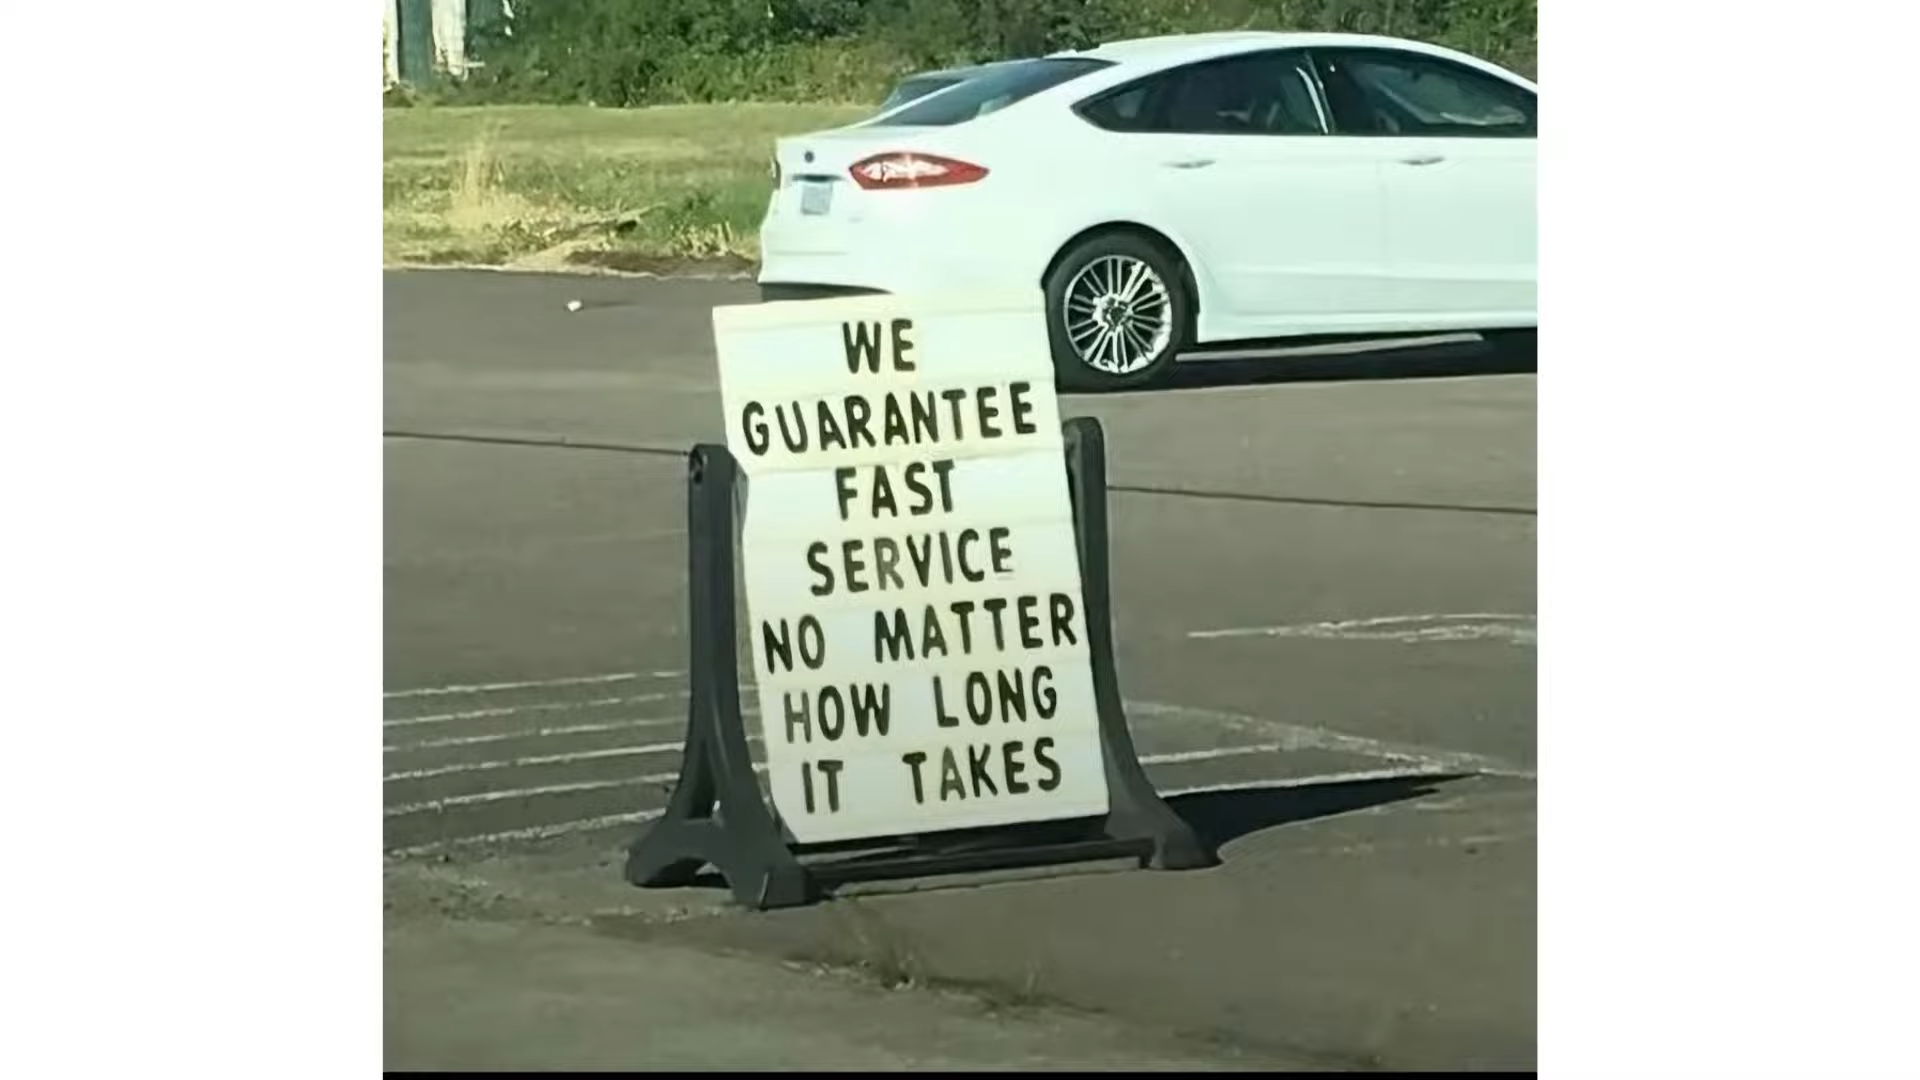 WE
GUARANTEE
FAST
SERVICE
NO MATTER
HOW LONG
IT TAKES